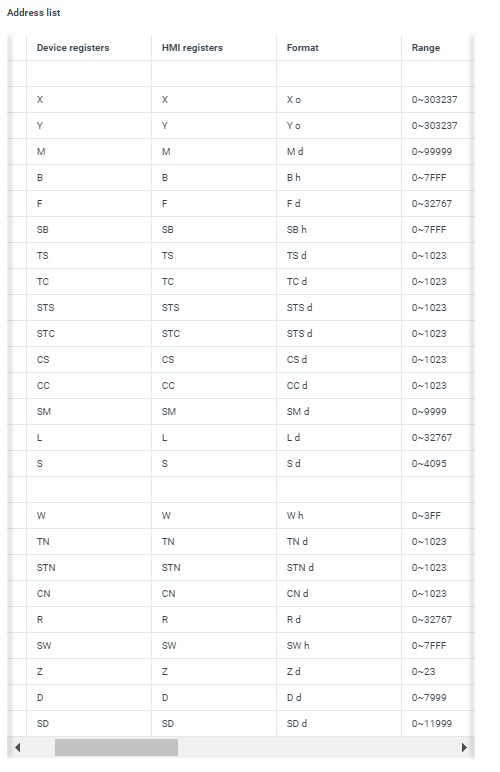 Address list
Device registers HMI registers Format Range
X X X o 0~303237
Y Y Y o 0~303237
M M M d 0~99999
B B B h 0~7FFF
F F F d 0~32767
SB SB SB h 0~7FFF
TS TS TS d 0~1023
TC TC TC d 0~1023
STS STS STS d 0~1023
STC STC STS d 0~1023
CS CS CS d 0~1023
CC CC CC d 0~1023
SM SM SM d 0~9999
L L L d 0~32767
S S S d 0~4095
W W W h 0~3FF
TN TN TN d 0~1023
STN STN STN d 0~1023
CN CN CN d 0~1023
R R R d 0~32767
SW SW SW h 0~7FFF
Z Z Z d 0~23
D D D d 0~7999
SD SD SD d 0~11999